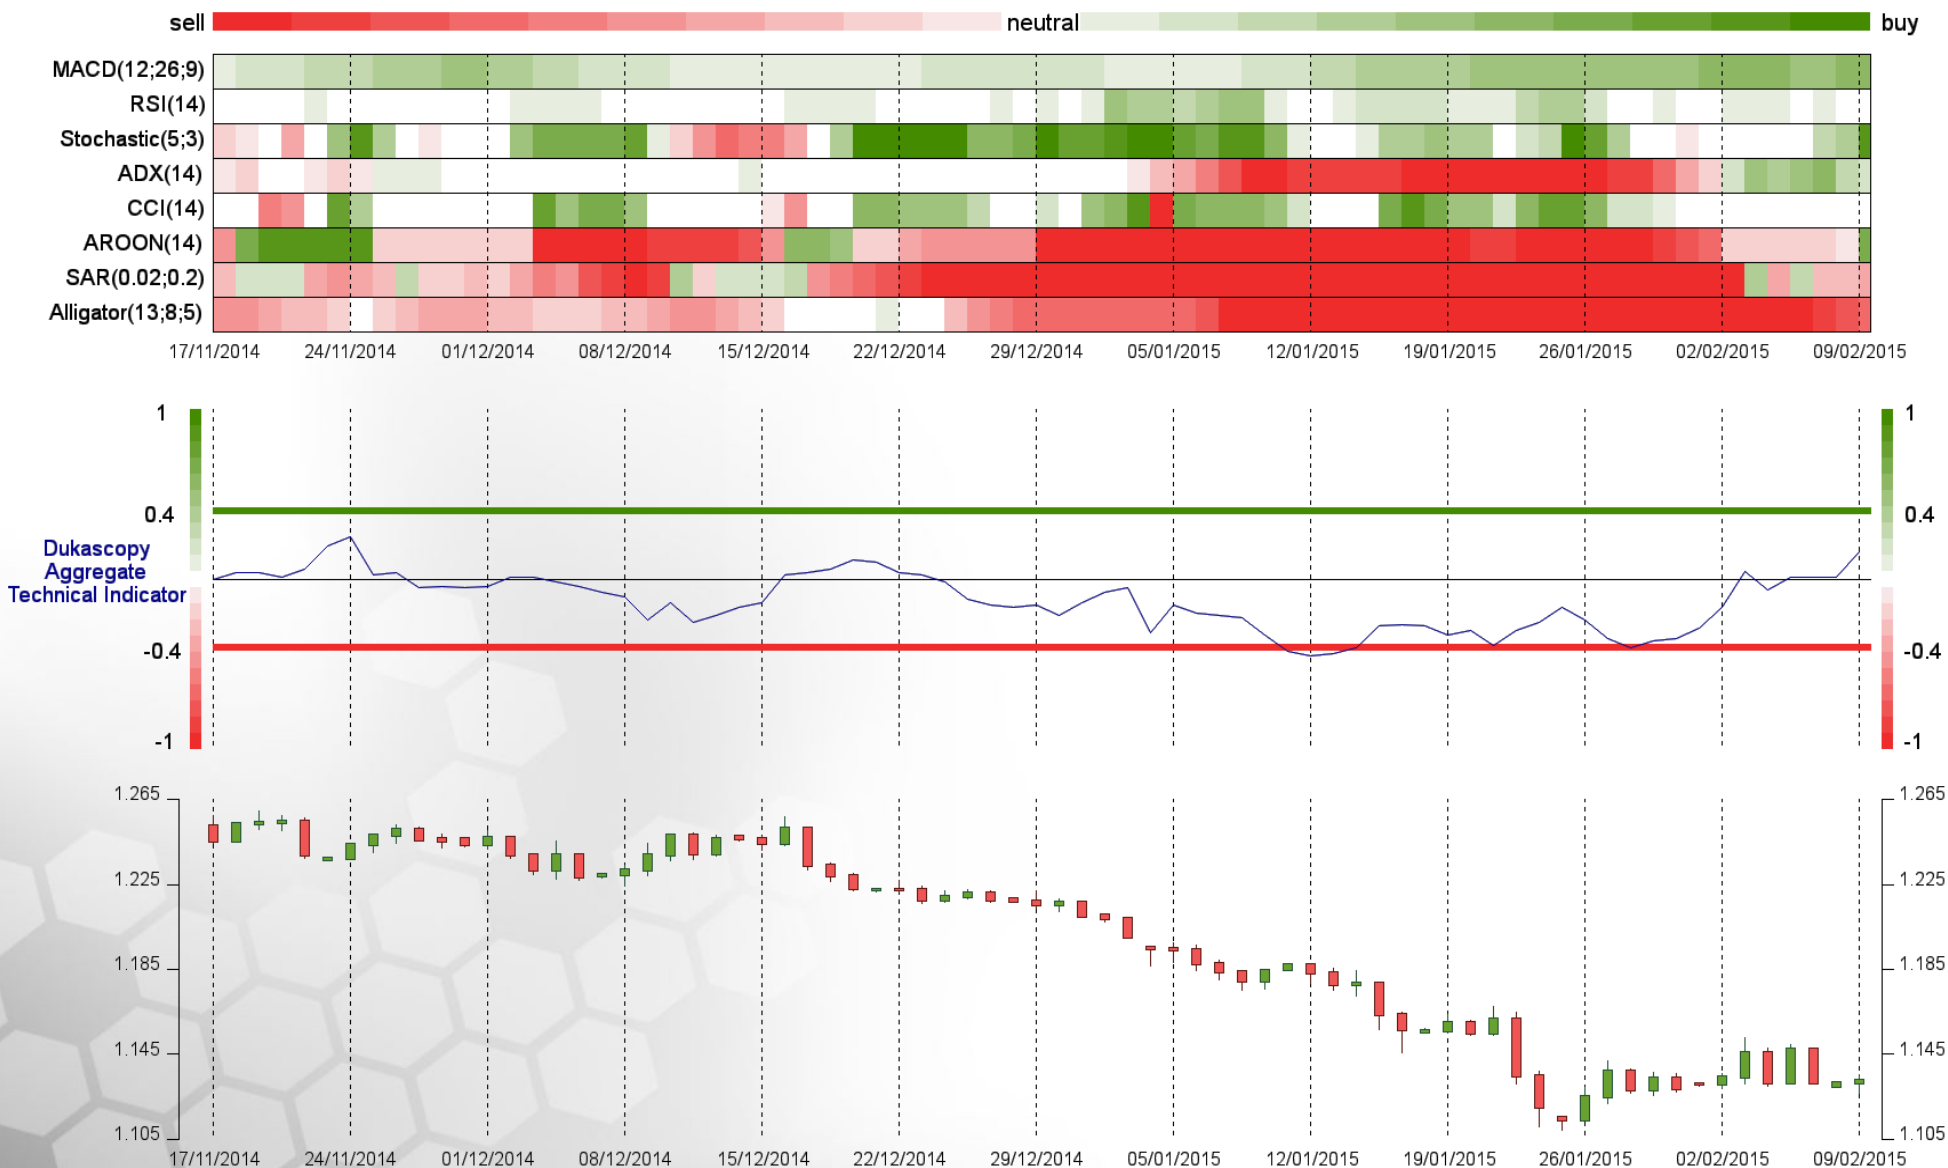 sell neutral buy
MACD(12;26;9)
RSI(14)
Stochastic(5;3)
ADX(14)
CCI(14)
AROON(14)
SAR(0.02;0.2)
Alligator(13;8;5)
17/11/2014 24/11/2014 01/12/2014 08/12/2014 15/12/2014 22/12/2014 29/12/2014 05/01/2015 12/01/2015 19/01/2015 26/01/2015 02/02/2015 09/02/2015
1 1
0.4 0.4
Dukascopy
Aggregate
Technical Indicator
-0.4 -0.4
-1 -1
1.265 1.265
1.225 1.225
1.185 1.185
1.145 1.145
1.105 1.105
17/11/2014 24/11/2014 01/12/2014 08/12/2014 15/12/2014 22/12/2014 29/12/2014 05/01/2015 12/01/2015 19/01/2015 26/01/2015 02/02/2015 09/02/2015